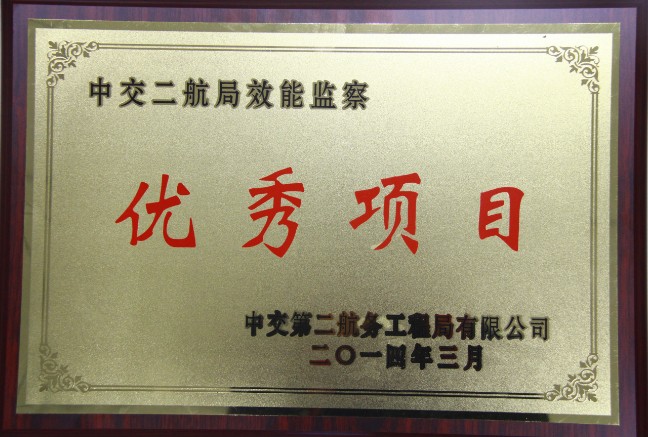 中交二航局效能监察
优秀项目
中交第二航务工程局有限公司
二〇一四年三月